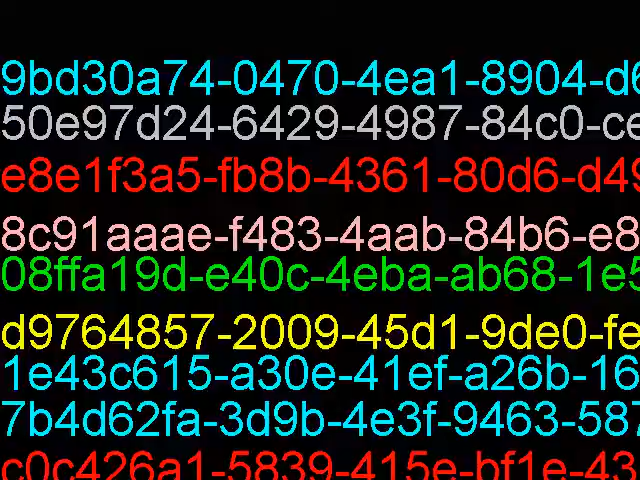 9bd30a74-0470-4ea1-8904-d6
50e97d24-6429-4987-84c0-ce
e8e1f3a5-fb8b-4361-80d6-d49
8c91aaae-f483-4aab-84b6-e8
08ffa19d-e40c-4eba-ab68-1e5
d9764857-2009-45d1-9de0-fe
1e43c615-a30e-41ef-a26b-16
7b4d62fa-3d9b-4e3f-9463-587
c0c426a1-5839-415e-bf1e-43